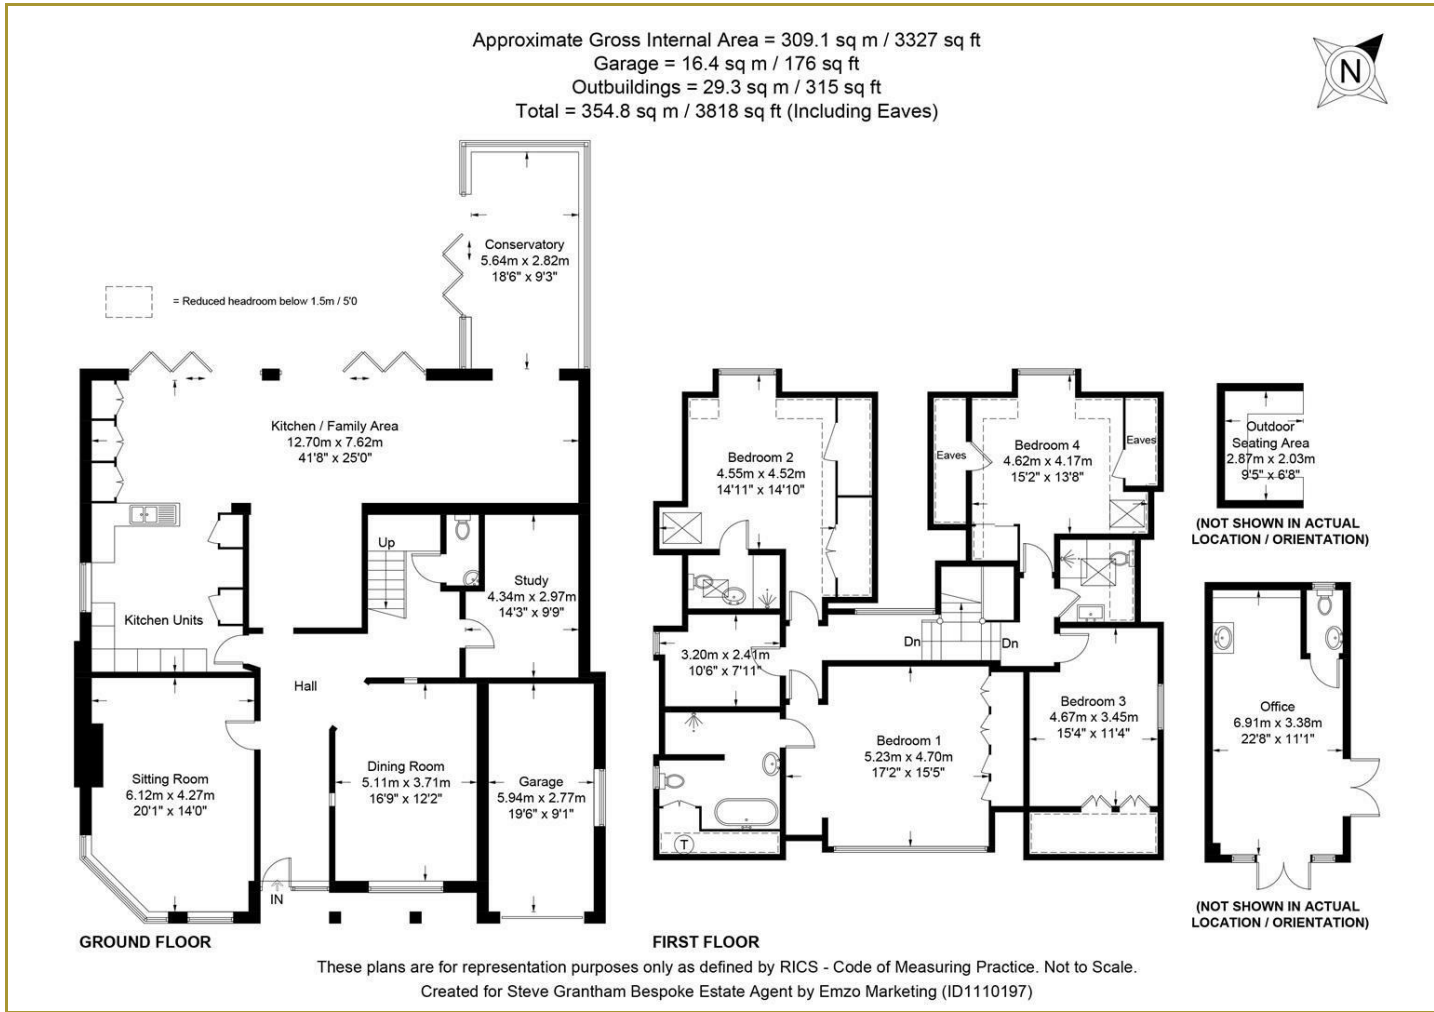 Approximate Gross Internal Area = 309.1 sq m / 3327 sq ft
Garage = 16.4 sq m / 176 sq ft
Outbuildings = 29.3 sq m / 315 sq ft
Total = 354.8 sq m / 3818 sq ft (Including Eaves)
N
Conservatory
5.64m x 2.82m
18'6" x 9'3"
= Reduced headroom below 1.5m / 5'0
Kitchen / Family Area
12.70m x 7.62m
41'8" x 25'0"
Up
Study
4.34m x 2.97m
14'3" x 9'9"
Kitchen Units
Hall
Sitting Room
6.12m x 4.27m
20'1" x 14'0"
Dining Room
5.11m x 3.71m
16'9" x 12'2"
Garage
5.94m x 2.77m
19'6" x 9'1"
IN
GROUND FLOOR
Bedroom 2
4.55m x 4.52m
14'11" x 14'10"
Eaves
Bedroom 4
4.62m x 4.17m
15'2" x 13'8"
Eaves
3.20m x 2.41m
10'6" x 7'11"
Dn
Dn
Bedroom 1
5.23m x 4.70m
17'2" x 15'5"
Bedroom 3
4.67m x 3.45m
15'4" x 11'4"
T
FIRST FLOOR
Outdoor
Seating Area
2.87m x 2.03m
9'5" x 6'8"
(NOT SHOWN IN ACTUAL
LOCATION / ORIENTATION)
Office
6.91m x 3.38m
22'8" x 11'1"
(NOT SHOWN IN ACTUAL
LOCATION / ORIENTATION)
These plans are for representation purposes only as defined by RICS - Code of Measuring Practice. Not to Scale.
Created for Steve Grantham Bespoke Estate Agent by Emzo Marketing (ID1110197)